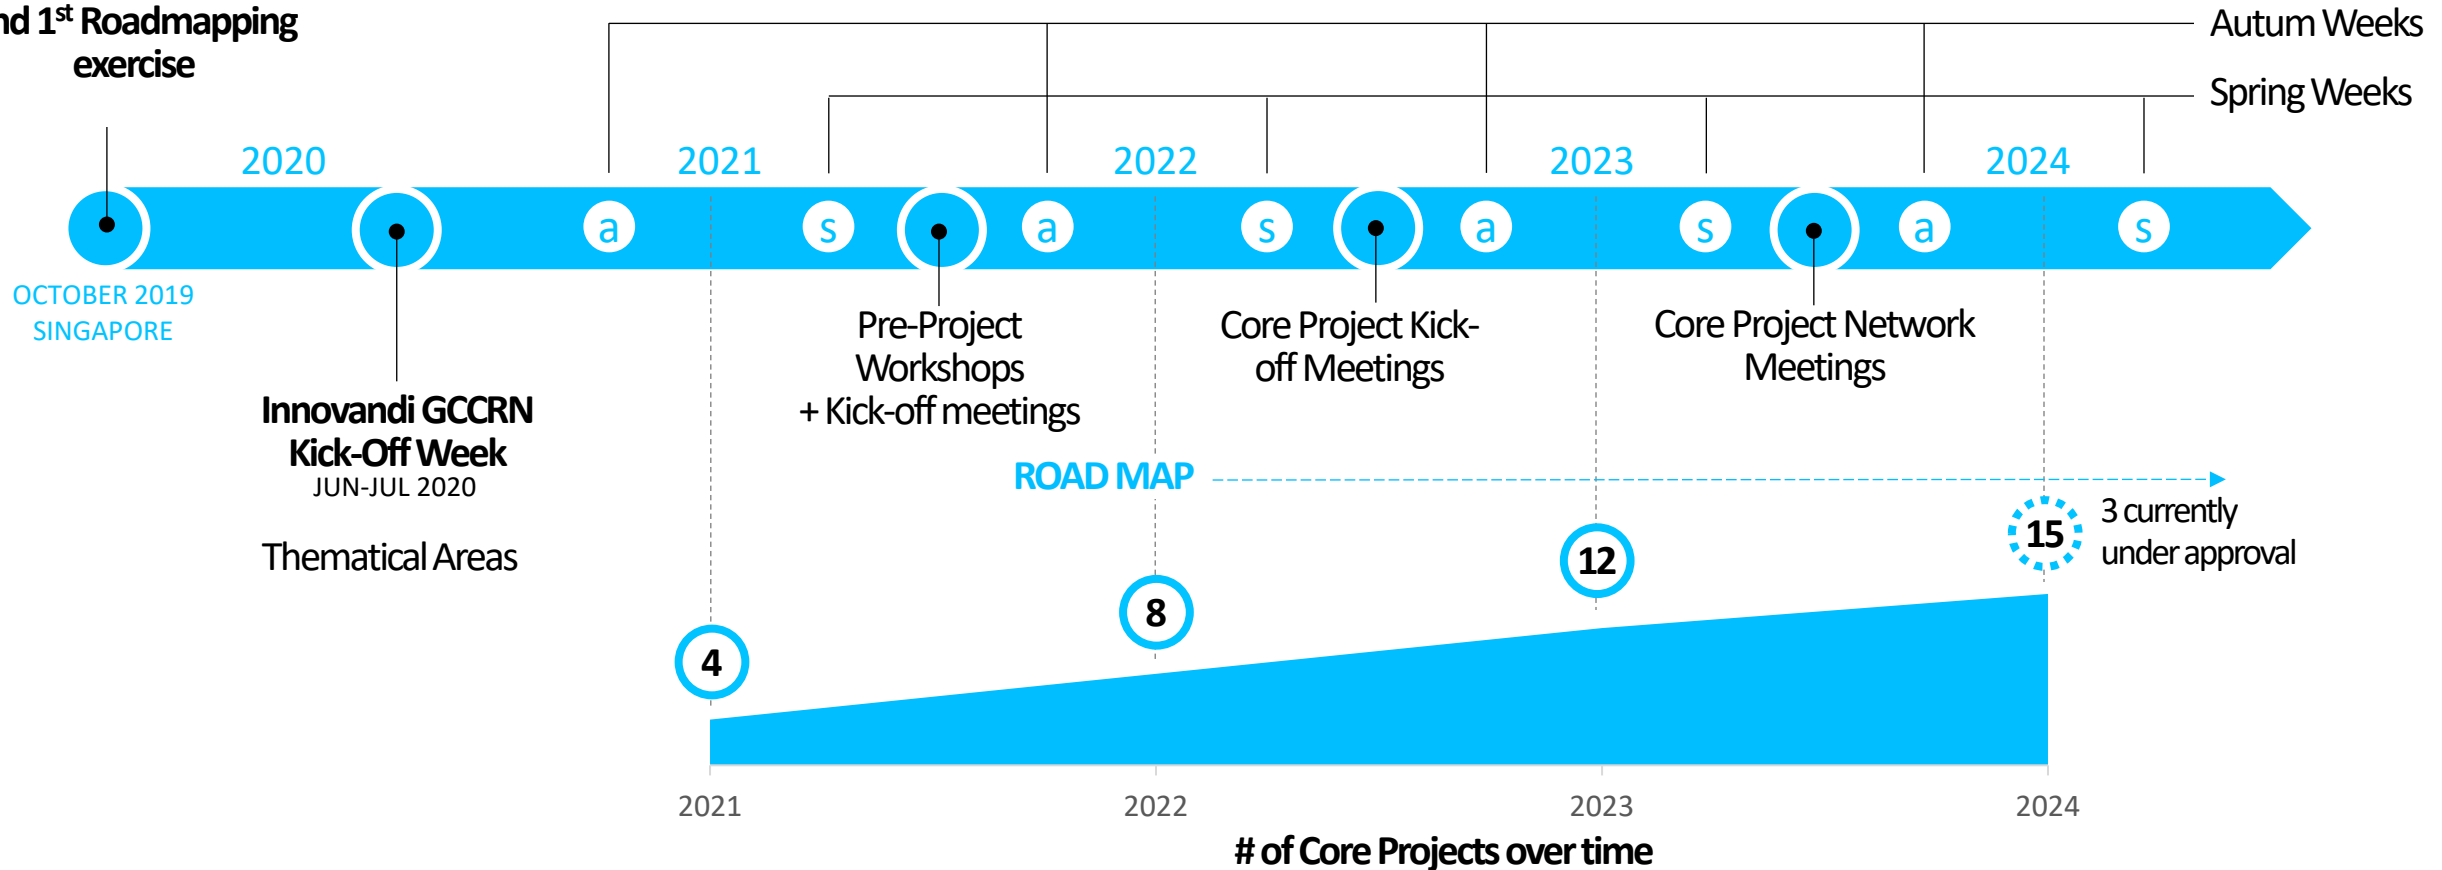 1st Roadmapping
exercise
Autum Weeks
Spring Weeks
2020
2021
2022
2023
2024
a
s
a
s
a
s
a
s
OCTOBER 2019
SINGAPORE
Innovandi GCCRN
Kick-Off Week
JUN-JUL 2020
Thematical Areas
Pre-Project
Workshops
+ Kick-off meetings
Core Project Kick-
off Meetings
Core Project Network
Meetings
ROAD MAP
4
8
12
15
3 currently
under approval
2021
2022
2023
2024
# of Core Projects over time